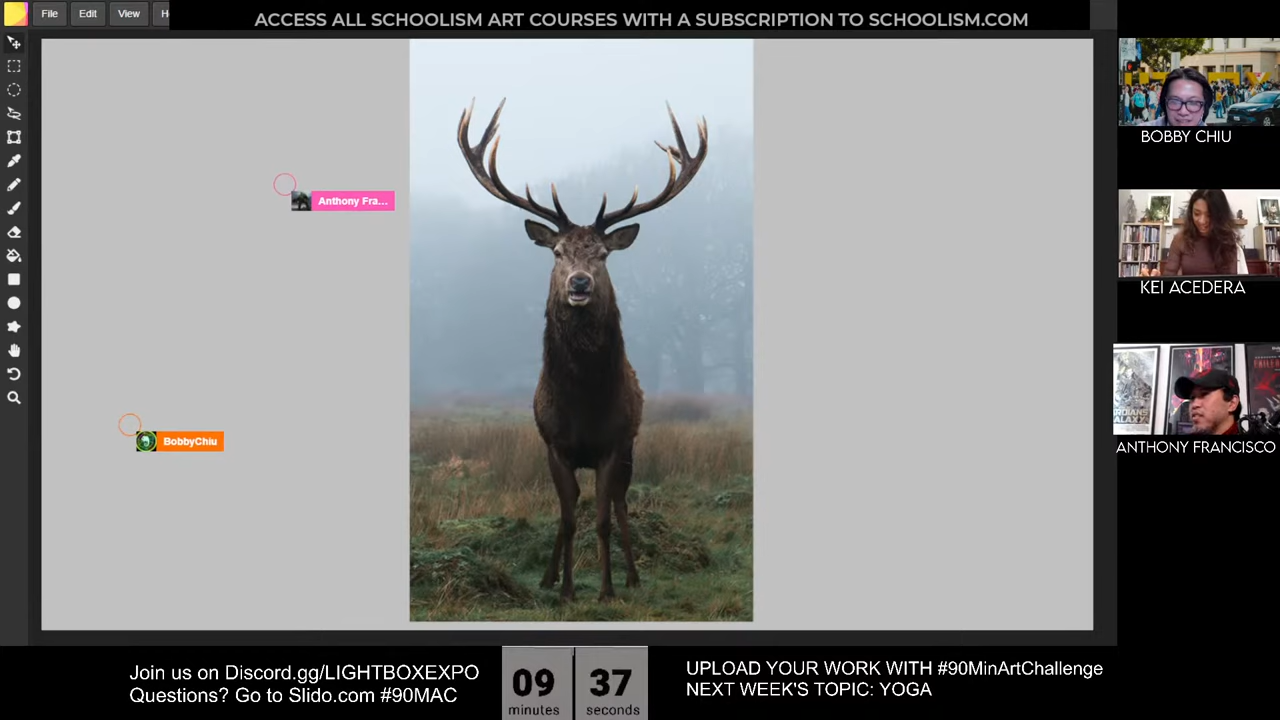 ACCESS ALL SCHOOLISM ART COURSES WITH A SUBSCRIPTION TO SCHOOLISM.COM
File Edit View
BOBBY CHIU
Anthony Fra...
KEI ACEDERA
BobbyChiu
ANTHONY FRANCISCO
Join us on Discord.gg/LIGHTBOXEXPO
Questions? Go to Slido.com #90MAC
09 37
minutes seconds
UPLOAD YOUR WORK WITH #90MinArtChallenge
NEXT WEEK'S TOPIC: YOGA